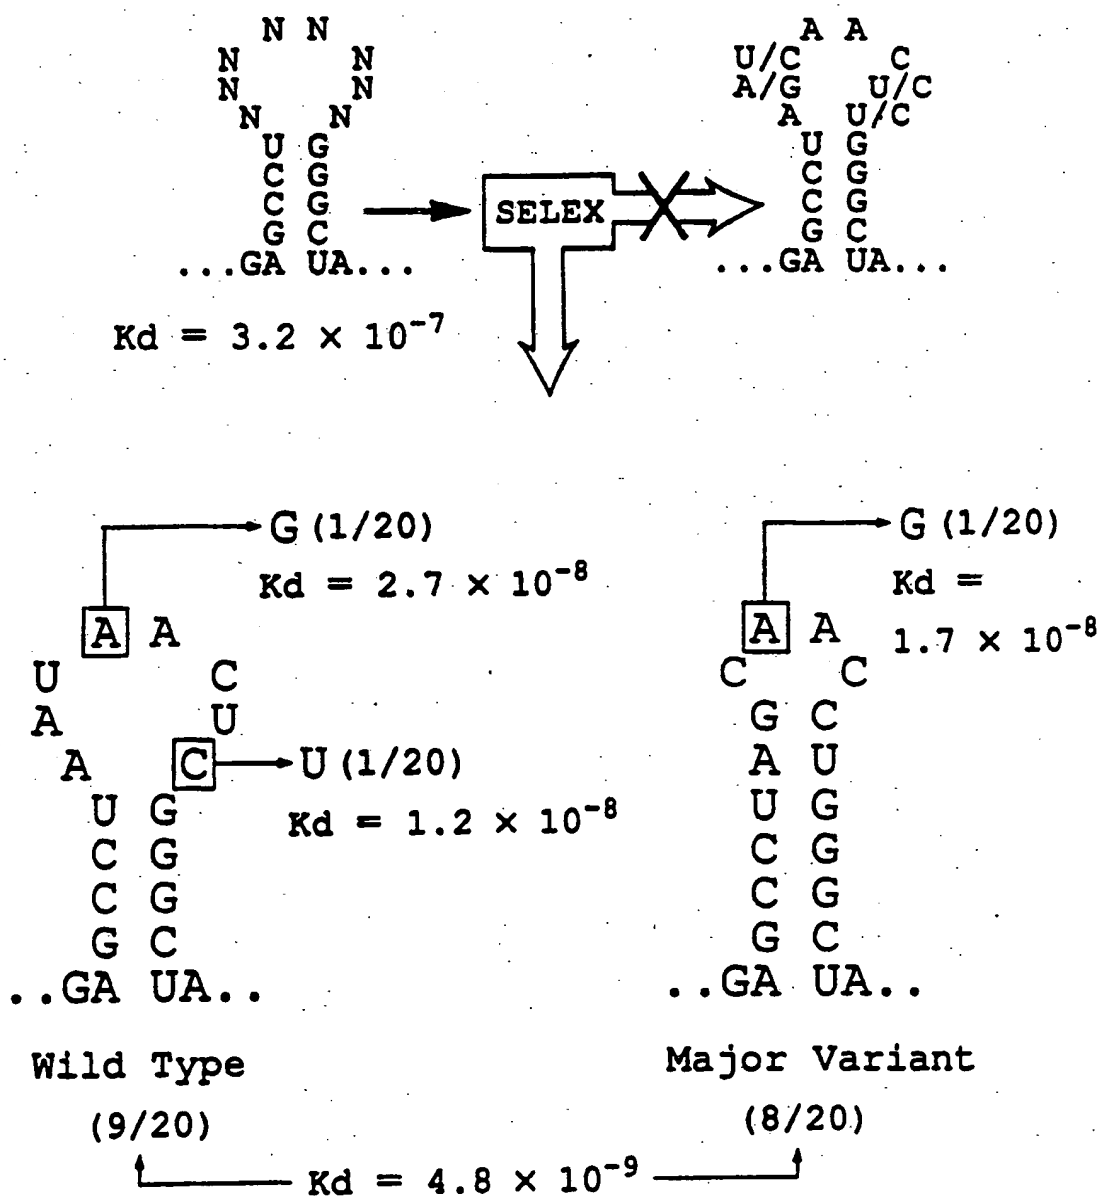 N N
N N
N N
N N
U G
C G
C G
G C
...GA UA...
Kd = 3.2 × 10⁻⁷
SELEX
A A
U/C C
A/G U/C
A U/C
U G
C G
C G
G C
...GA UA...
G (1/20)
Kd = 2.7 × 10⁻⁸
A A
U C
A U
A C
U (1/20)
Kd = 1.2 × 10⁻⁸
U G
C G
C G
G C
..GA UA..
Wild Type
(9/20)
G (1/20)
Kd =
1.7 × 10⁻⁸
A A
C C
G C
A U
U G
C G
C G
G C
..GA UA..
Major Variant
(8/20)
Kd = 4.8 × 10⁻⁹